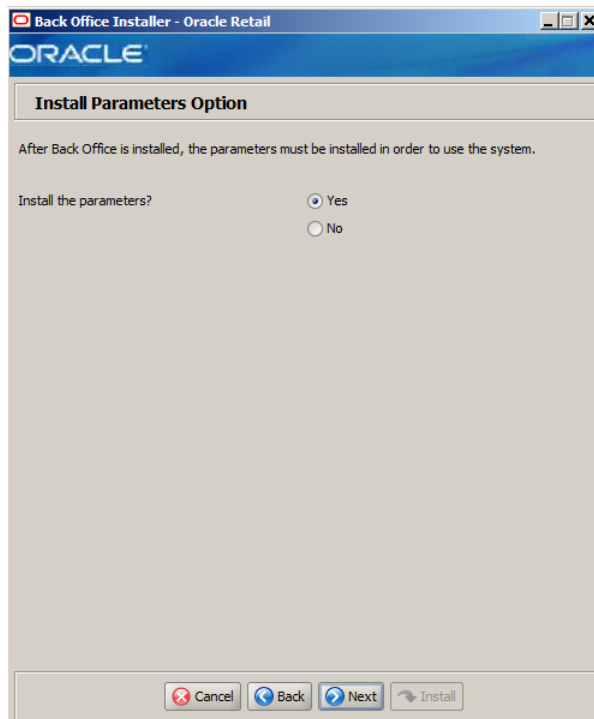 Back Office Installer - Oracle Retail
ORACLE
Install Parameters Option
After Back Office is installed, the parameters must be installed in order to use the system.
Install the parameters? Yes
No
Cancel Back Next Install